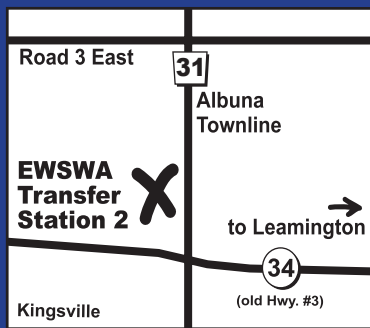 Road 3 East
31
Albuna
Townline
EWSWA
Transfer
Station 2
to Leamington
34
(old Hwy. #3)
Kingsville